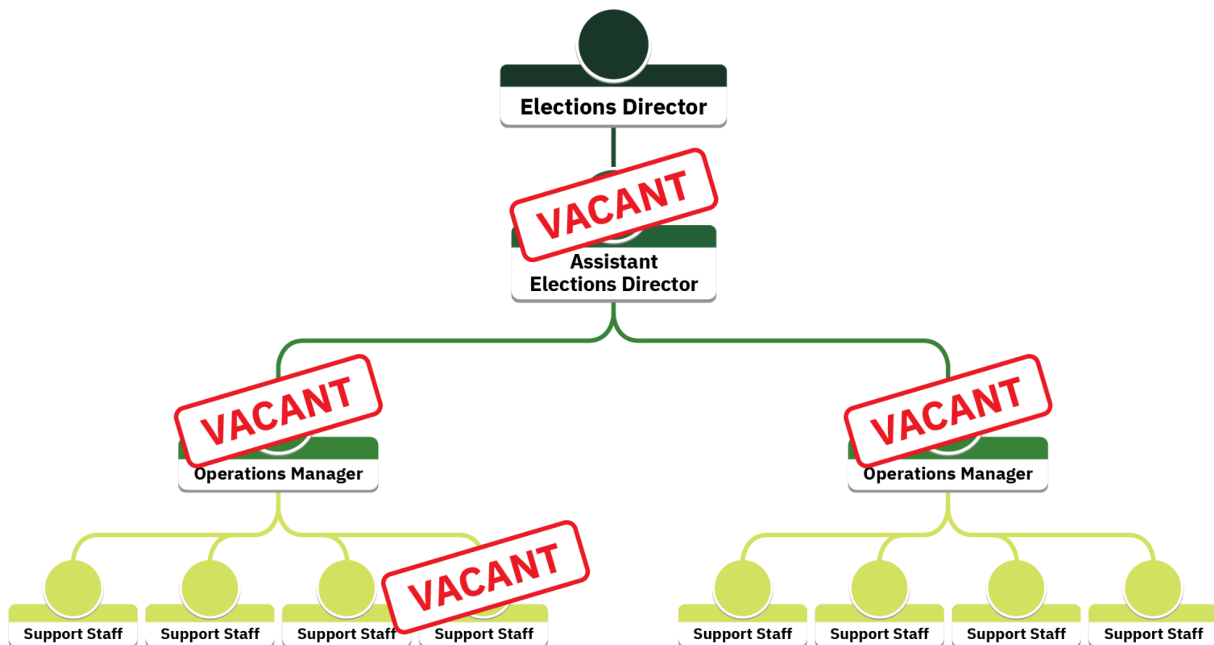 Elections Director
VACANT
Assistant
Elections Director
VACANT
VACANT
Operations Manager
Operations Manager
VACANT
Support Staff
Support Staff
Support Staff
Support Staff
Support Staff
Support Staff
Support Staff
Support Staff